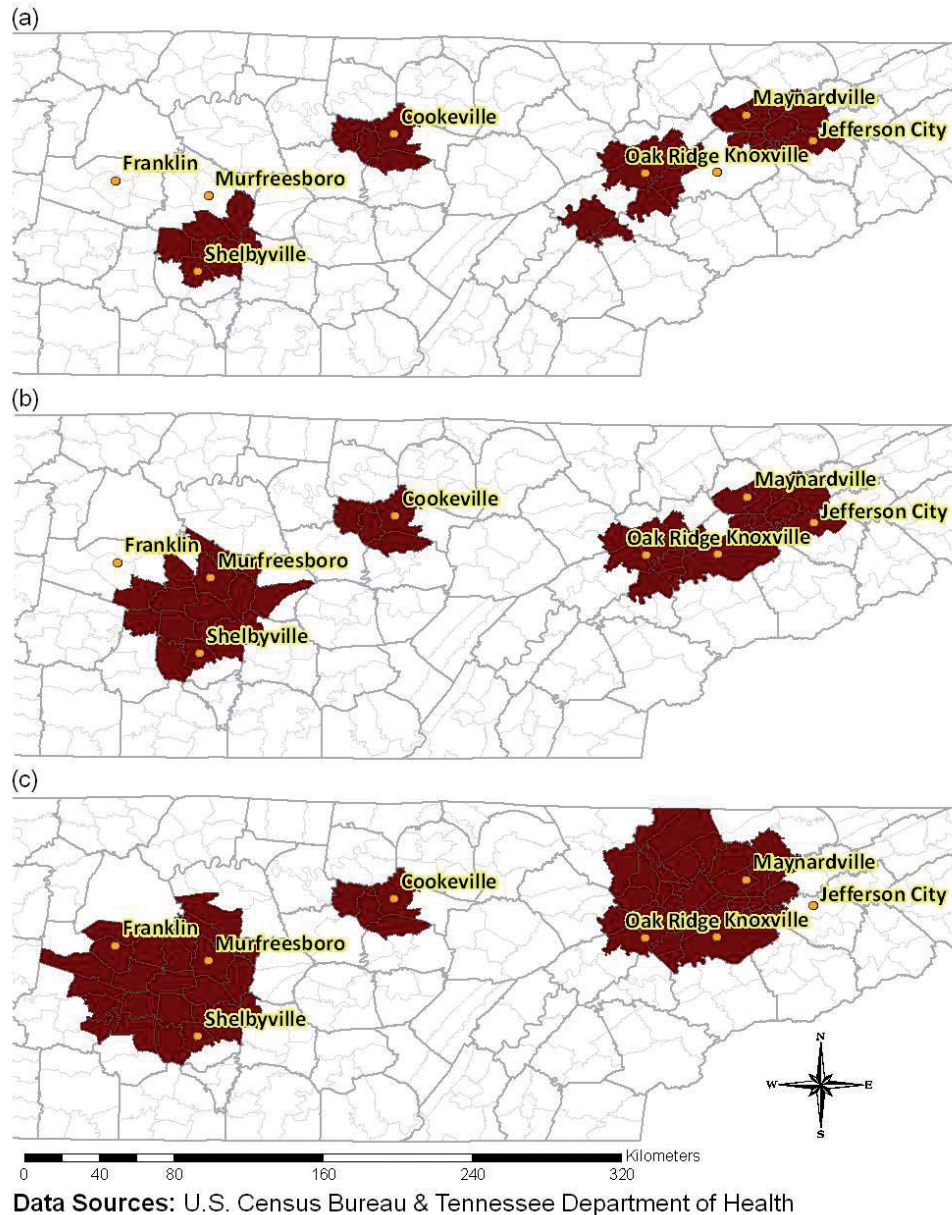 (a)
Maynardville
Cookeville
Jefferson City
Franklin
Oak Ridge Knoxville
Murfreesboro
Shelbyville
(b)
Maynardville
Cookeville
Jefferson City
Franklin
Oak Ridge Knoxville
Murfreesboro
Shelbyville
(c)
Maynardville
Cookeville
Jefferson City
Franklin
Oak Ridge Knoxville
Murfreesboro
Shelbyville
N
W E
S
Kilometers
0 40 80 160 240 320
Data Sources: U.S. Census Bureau & Tennessee Department of Health